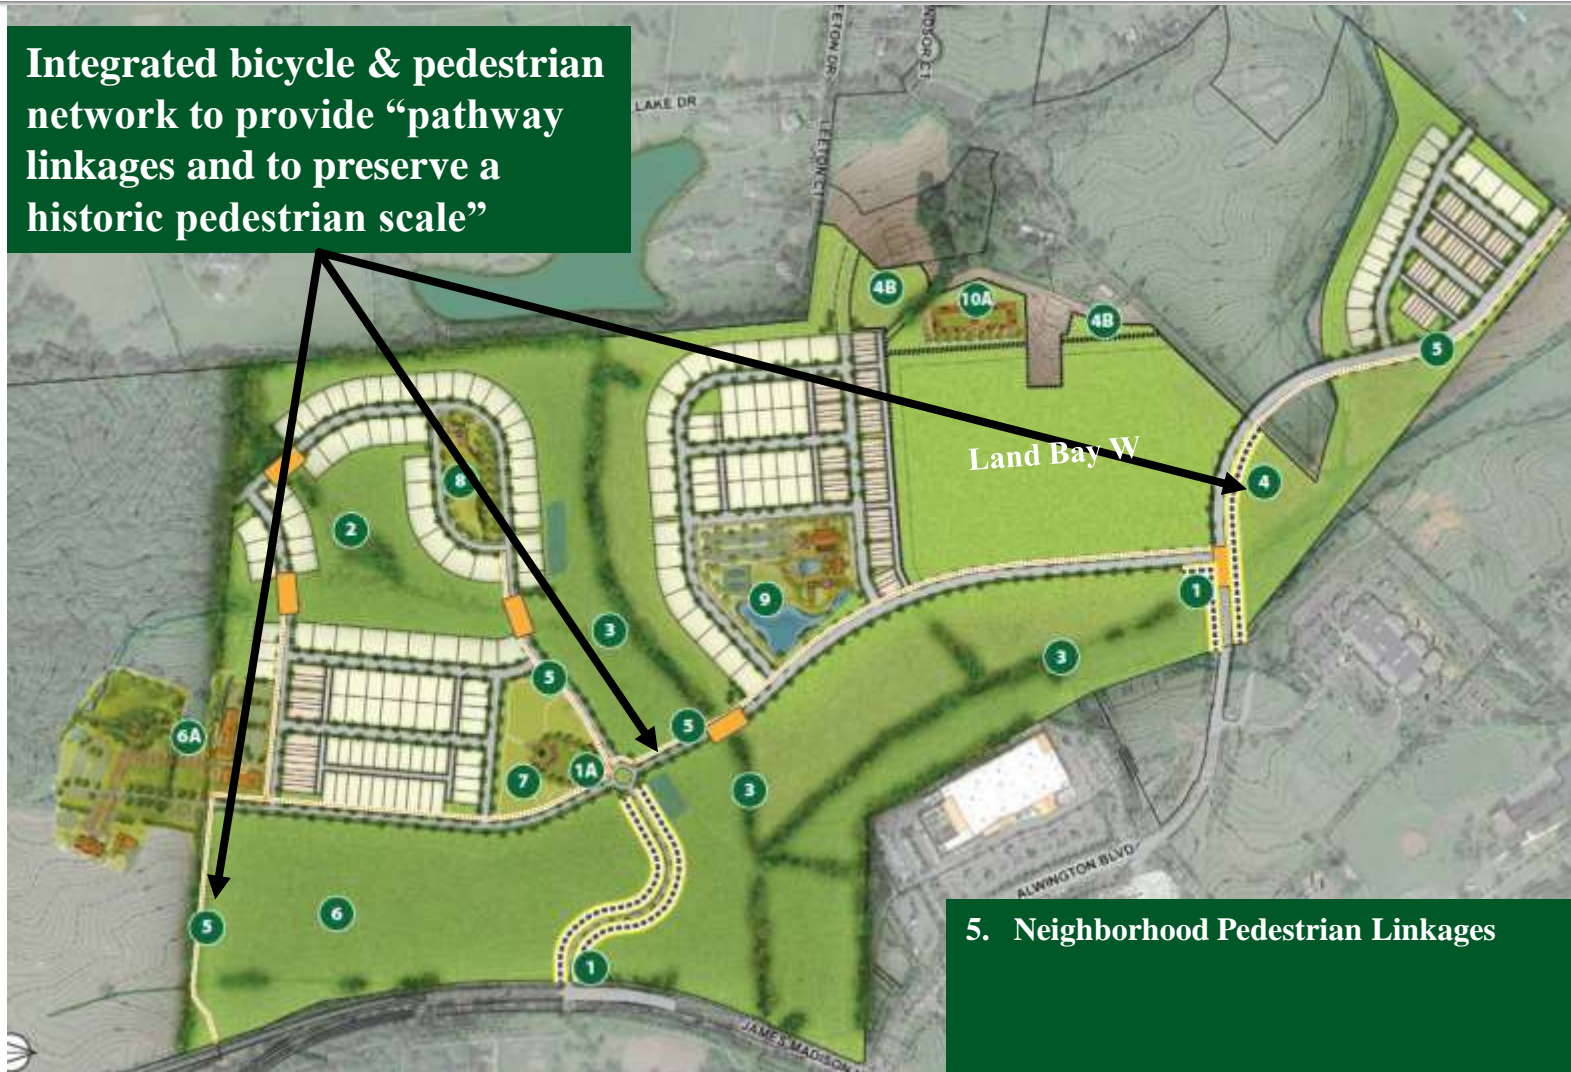 Integrated bicycle & pedestrian
network to provide “pathway
linkages and to preserve a
historic pedestrian scale”
LAKE DR
LEETON CT
4B
10A
4B
5
Land Bay W
4
8
2
9
1
3
3
5
5
6A
7
1A
3
ALWINGTON BLVD
5
6
1
JAMES MADISON
5. Neighborhood Pedestrian Linkages